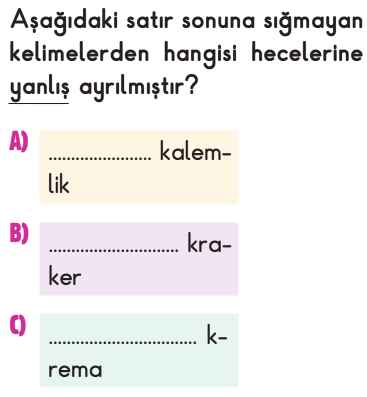 Aşağıdaki satır sonuna sığmayan
kelimelerden hangisi hecelerine
yanlış ayrılmıştır?
A) ....................... kalem-
lik
B) ............................. kra-
ker
C) ................................. k-
rema